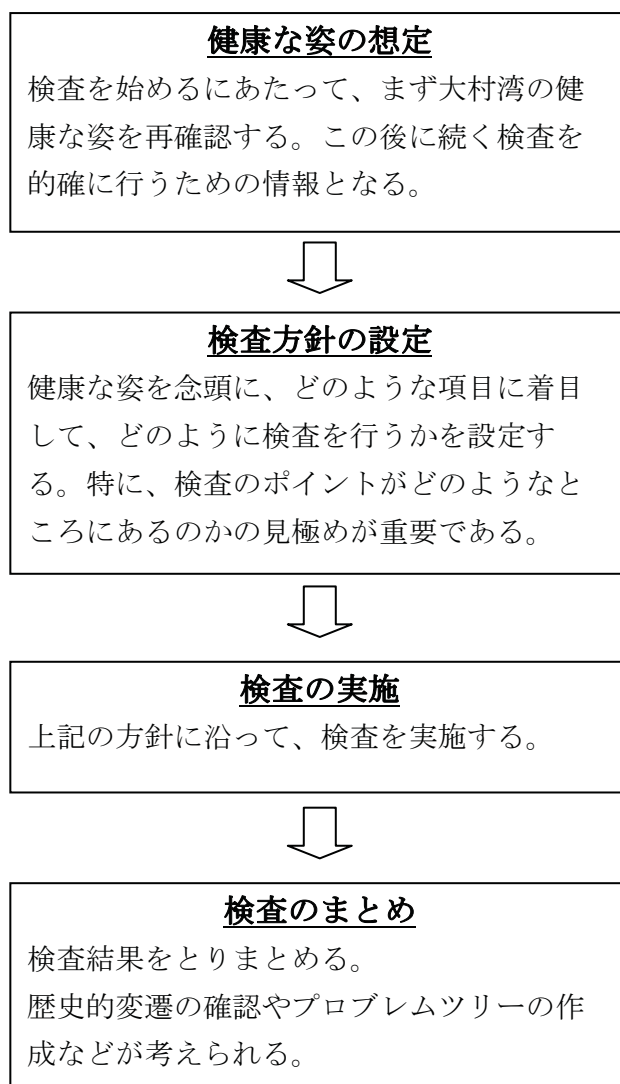 健康な姿の想定
検査を始めるにあたって、まず大村湾の健
康な姿を再確認する。この後に続く検査を
的確に行うための情報となる。
検査方針の設定
健康な姿を念頭に、どのような項目に着目
して、どのように検査を行うかを設定す
る。特に、検査のポイントがどのようなと
ころにあるのかの見極めが重要である。
検査の実施
上記の方針に沿って、検査を実施する。
検査のまとめ
検査結果をとりまとめる。
歴史的変遷の確認やプロブレムツリーの作
成などが考えられる。